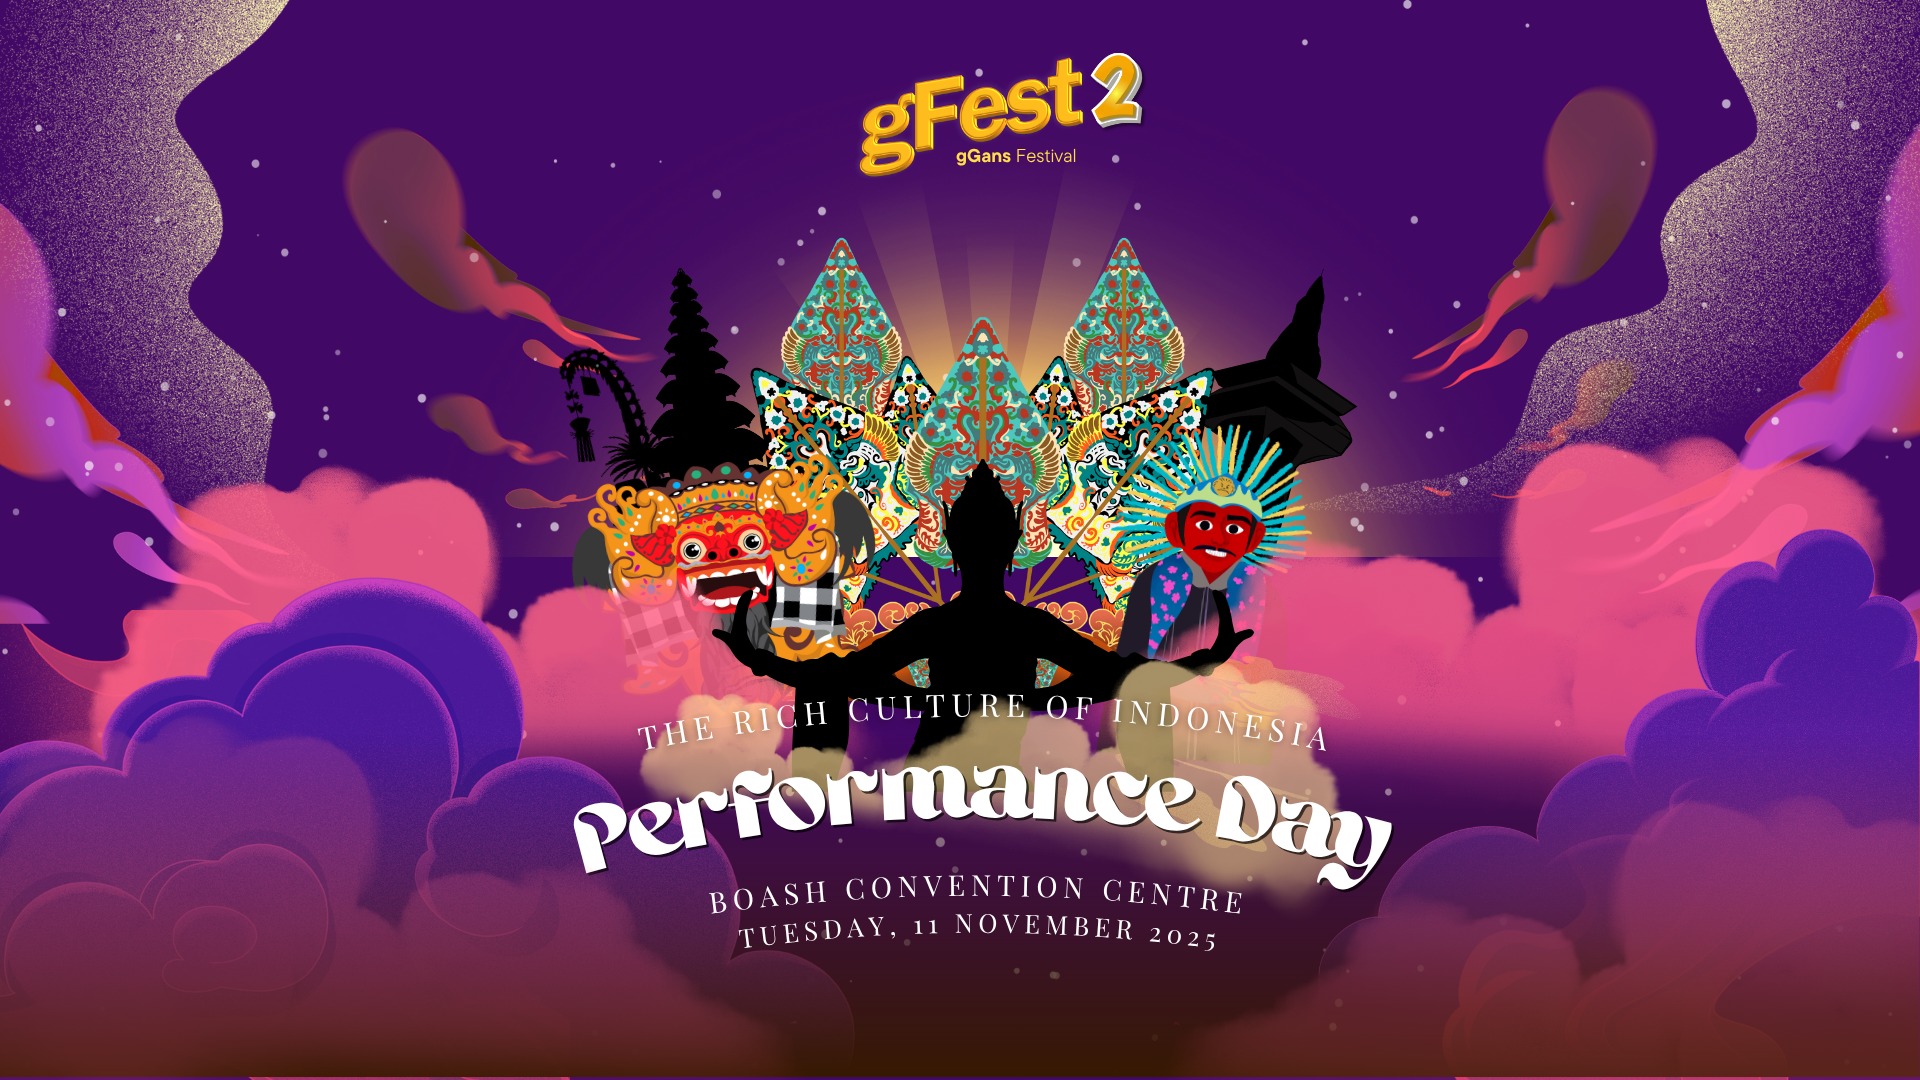 gFest 2
gGans Festival
THE RICH CULTURE OF INDONESIA
Performance Day
BOASH CONVENTION CENTRE
TUESDAY, 11 NOVEMBER 2025